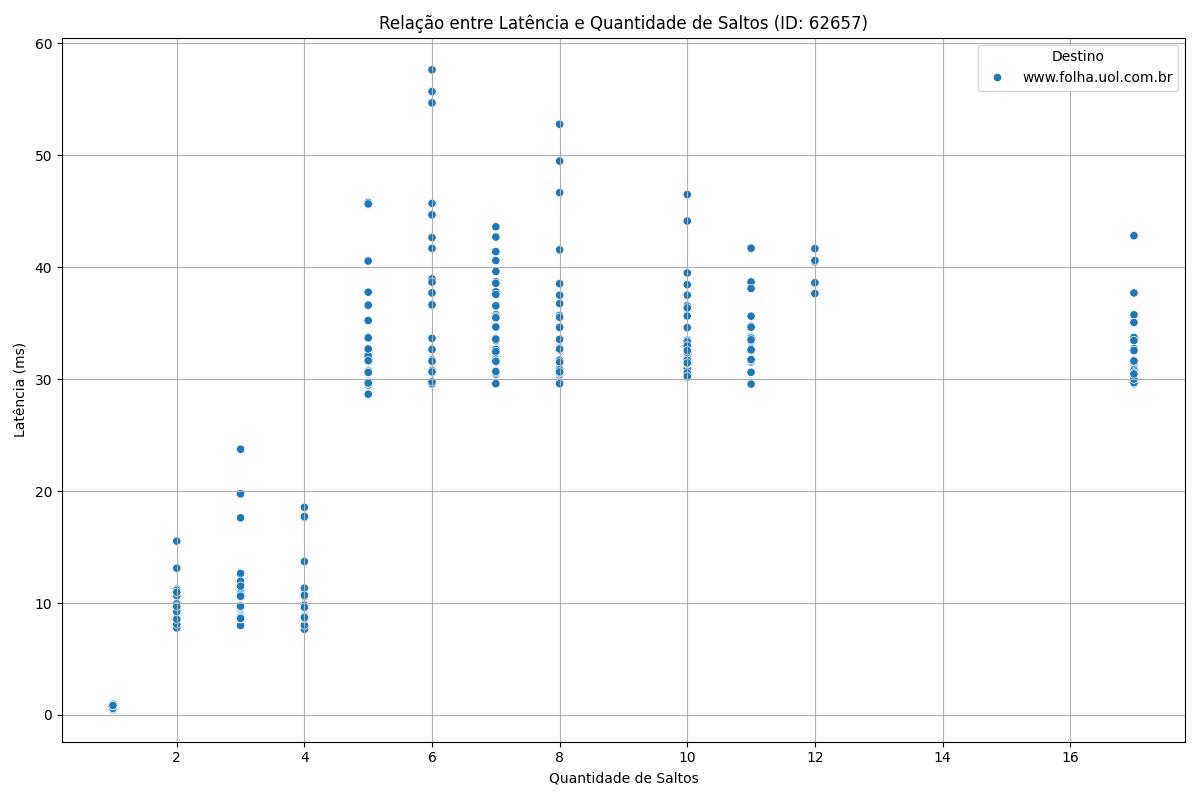 Relação entre Latência e Quantidade de Saltos (ID: 62657)
Destino
www.folha.uol.com.br
Latência (ms)
60
50
40
30
20
10
0
2 4 6 8 10 12 14 16
Quantidade de Saltos